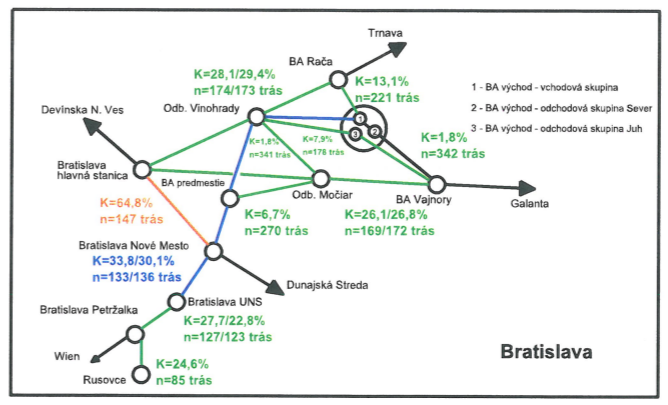 Trnava
BA Rača
K=28,1/29,4%
n=174/173 trás
K=13,1%
n=221 trás
Odb. Vinohrady
1 - BA východ - vchodová skupina
2 - BA východ - odchodová skupina Sever
3 - BA východ - odchodová skupina Juh
Devínska N. Ves
1
2
3
K=1,8%
n=341 trás
K=7,9%
n=178 trás
K=1,8%
n=342 trás
Bratislava
hlavná stanica
BA predmestie
Odb. Močiar
BA Vajnory
Galanta
K=64,8%
n=147 trás
K=6,7%
n=270 trás
K=26,1/26,8%
n=169/172 trás
Bratislava Nové Mesto
K=33,8/30,1%
n=133/136 trás
Dunajská Streda
Bratislava UNS
Bratislava Petržalka
K=27,7/22,8%
n=127/123 trás
Wien
Rusovce
K=24,6%
n=85 trás
Bratislava